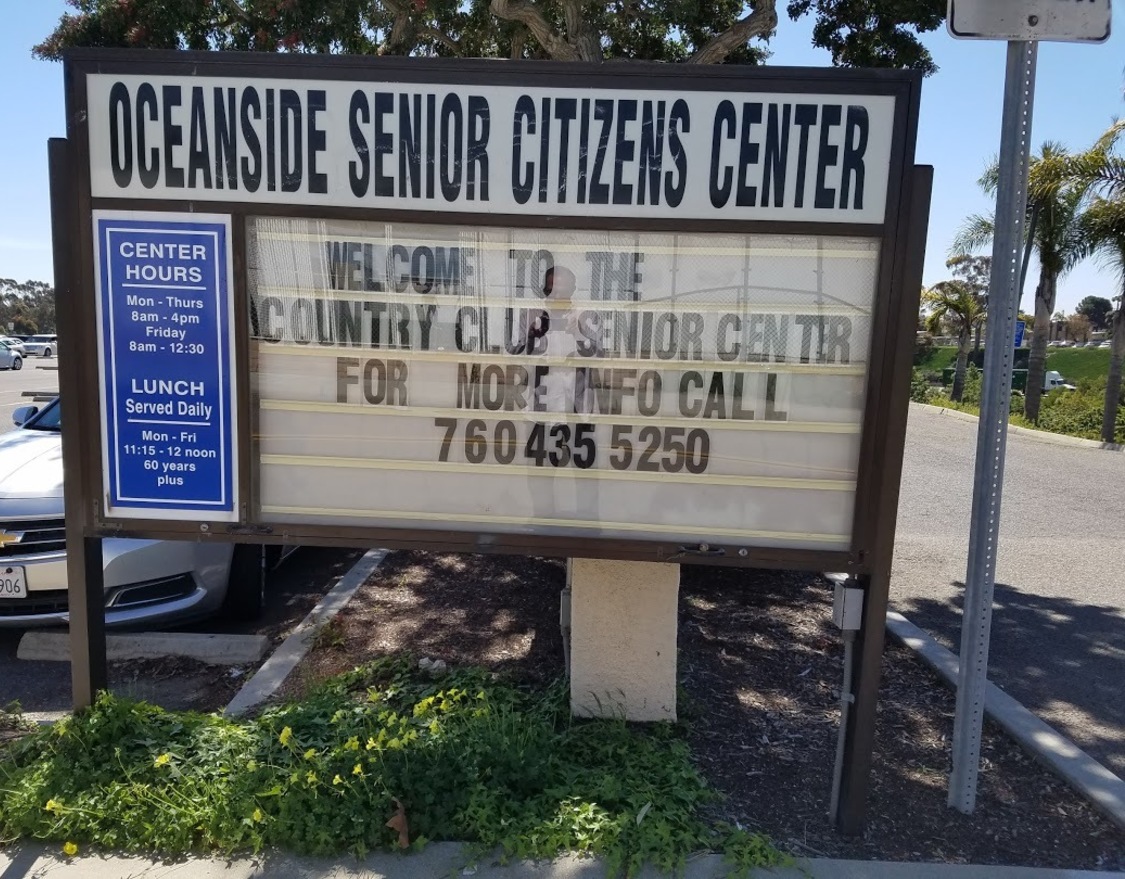 OCEANSIDE SENIOR CITIZENS CENTER
CENTER
HOURS
Mon - Thurs
8am - 4pm
Friday
8am - 12:30
LUNCH
Served Daily
Mon - Fri
11:15 - 12 noon
60 years
plus
WELCOME TO THE
COUNTRY CLUB SENIOR CENTER
FOR MORE INFO CALL
760 435 5250
906